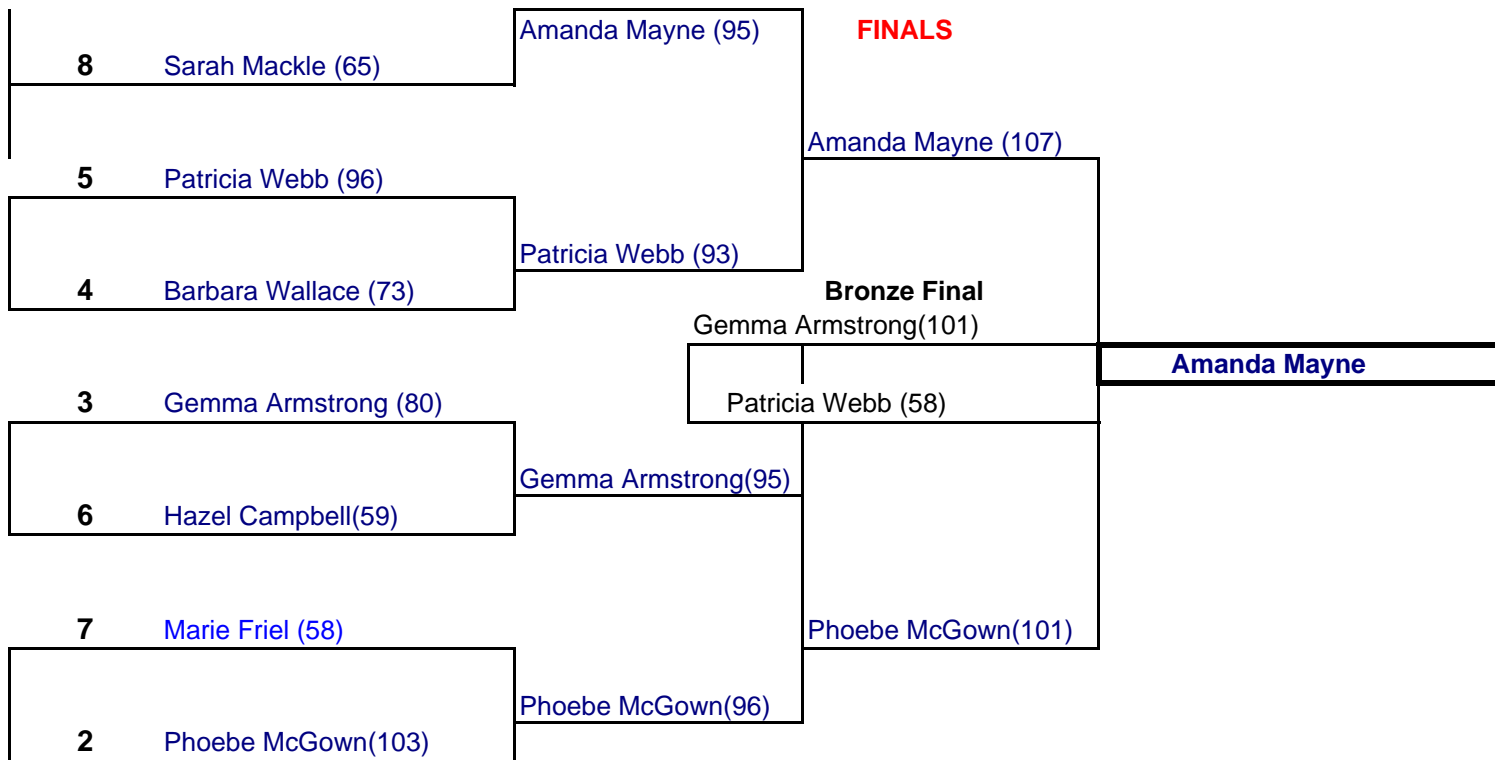 Amanda Mayne (95) FINALS
8 Sarah Mackle (65)
Amanda Mayne (107)
5 Patricia Webb (96)
Patricia Webb (93)
4 Barbara Wallace (73) Bronze Final
Gemma Armstrong(101)
Amanda Mayne
3 Gemma Armstrong (80) Patricia Webb (58)
Gemma Armstrong(95)
6 Hazel Campbell(59)
7 Marie Friel (58) Phoebe McGown(101)
Phoebe McGown(96)
2 Phoebe McGown(103)